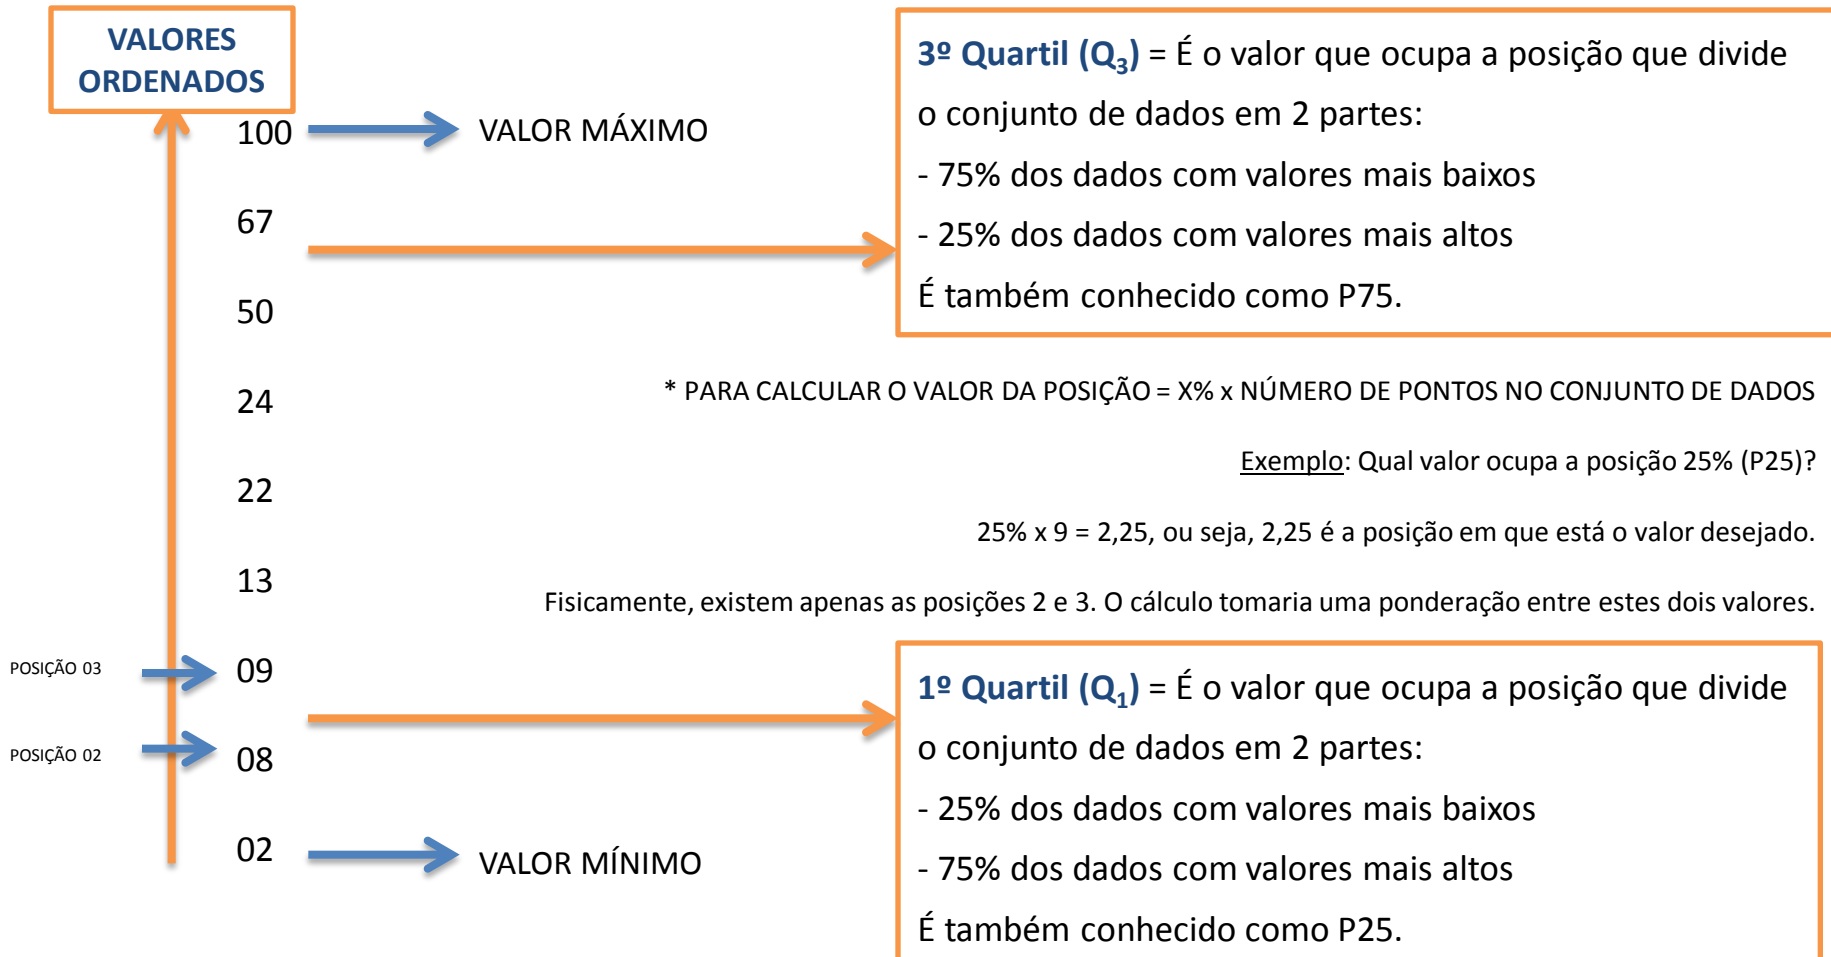 VALORES
ORDENADOS
100
VALOR MÁXIMO
67
50
24
22
13
POSIÇÃO 03
09
POSIÇÃO 02
08
02
VALOR MÍNIMO
3º Quartil (Q3) = É o valor que ocupa a posição que divide
o conjunto de dados em 2 partes:
- 75% dos dados com valores mais baixos
- 25% dos dados com valores mais altos
É também conhecido como P75.
* PARA CALCULAR O VALOR DA POSIÇÃO = X% x NÚMERO DE PONTOS NO CONJUNTO DE DADOS
Exemplo: Qual valor ocupa a posição 25% (P25)?
25% x 9 = 2,25, ou seja, 2,25 é a posição em que está o valor desejado.
Fisicamente, existem apenas as posições 2 e 3. O cálculo tomaria uma ponderação entre estes dois valores.
1º Quartil (Q1) = É o valor que ocupa a posição que divide
o conjunto de dados em 2 partes:
- 25% dos dados com valores mais baixos
- 75% dos dados com valores mais altos
É também conhecido como P25.